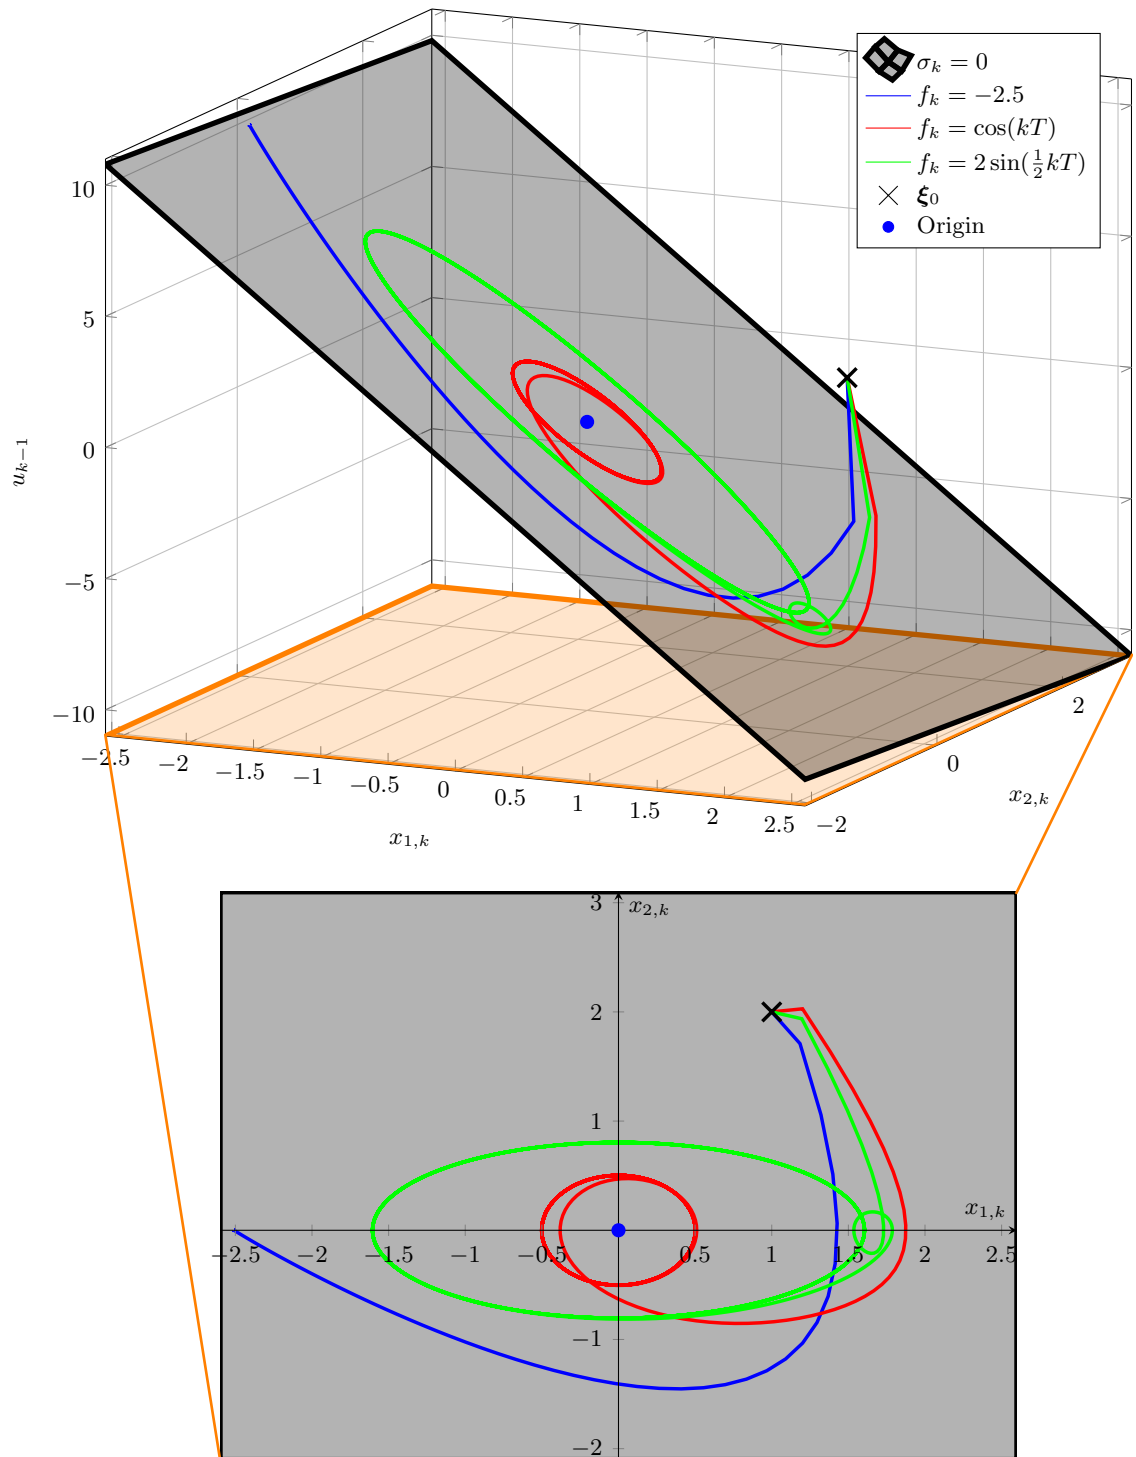 σ_k = 0
f_k = −2.5
f_k = cos(kT)
f_k = 2 sin(½kT)
ξ_0
Origin
10
5
0
−5
−10
u_{k−1}
−2.5
−2
−1.5
−1
−0.5
0
0.5
1
1.5
2
2.5
x_{1,k}
−2
0
2
x_{2,k}
3
x_{2,k}
2
1
x_{1,k}
−2.5 −2 −1.5 −1 −0.5 0.5 1 1.5 2 2.5
−1
−2